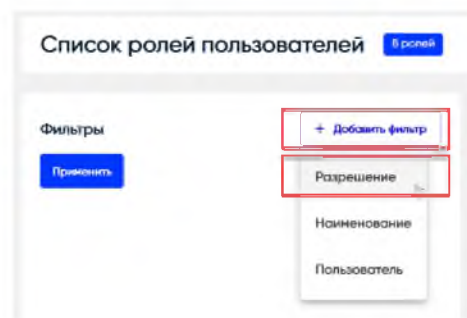 Список ролей пользователей 8 ролей
Фильтры + Добавить фильтр
Применить
Разрешение
Наименование
Пользователь